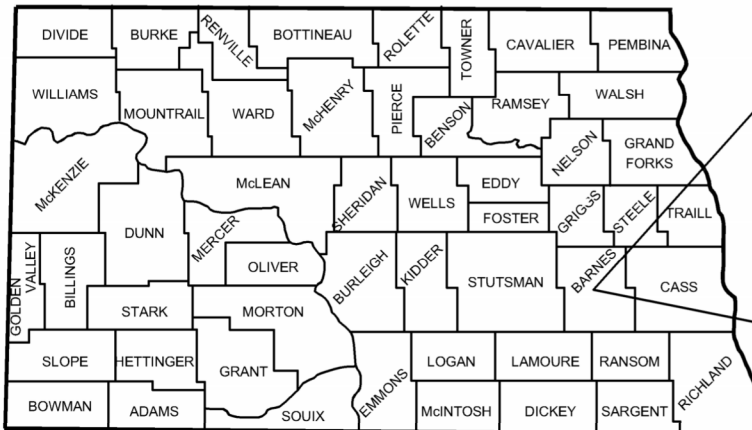 DIVIDE
BURKE
RENVILLE
BOTTINEAU
ROLETTE
TOWNER
CAVALIER
PEMBINA
WILLIAMS
MOUNTRAIL
WARD
McHENRY
PIERCE
BENSON
RAMSEY
WALSH
McKENZIE
NELSON
GRAND
FORKS
McLEAN
SHERIDAN
WELLS
EDDY
FOSTER
GRIGGS
STEELE
TRAILL
DUNN
MERCER
OLIVER
GOLDEN
VALLEY
BILLINGS
BURLEIGH
KIDDER
STUTSMAN
BARNES
CASS
STARK
MORTON
SLOPE
HETTINGER
GRANT
EMMONS
LOGAN
LAMOURE
RANSOM
RICHLAND
BOWMAN
ADAMS
SOUIX
McINTOSH
DICKEY
SARGENT